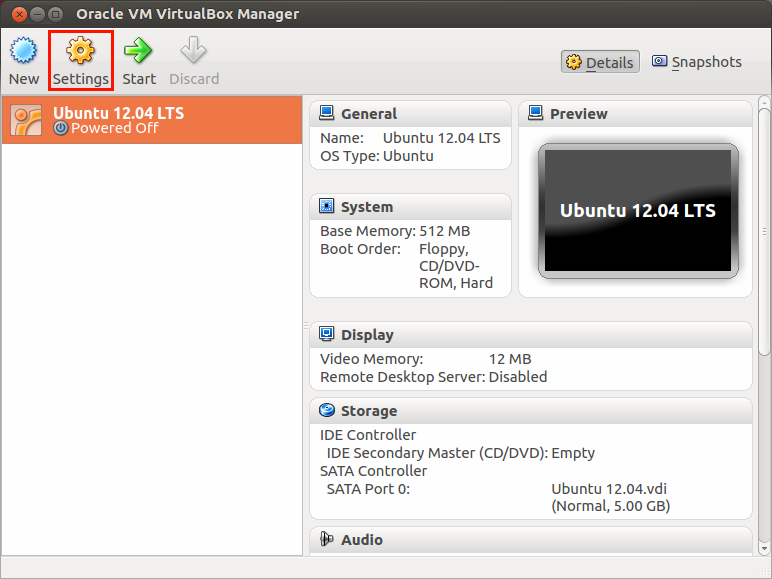 Oracle VM VirtualBox Manager
New
Settings
Start
Discard
Details
Snapshots
Ubuntu 12.04 LTS
Powered Off
General
Name: Ubuntu 12.04 LTS
OS Type: Ubuntu
System
Base Memory: 512 MB
Boot Order: Floppy,
CD/DVD-
ROM, Hard
Preview
Ubuntu 12.04 LTS
Display
Video Memory: 12 MB
Remote Desktop Server: Disabled
Storage
IDE Controller
IDE Secondary Master (CD/DVD): Empty
SATA Controller
SATA Port 0: Ubuntu 12.04.vdi
(Normal, 5.00 GB)
Audio